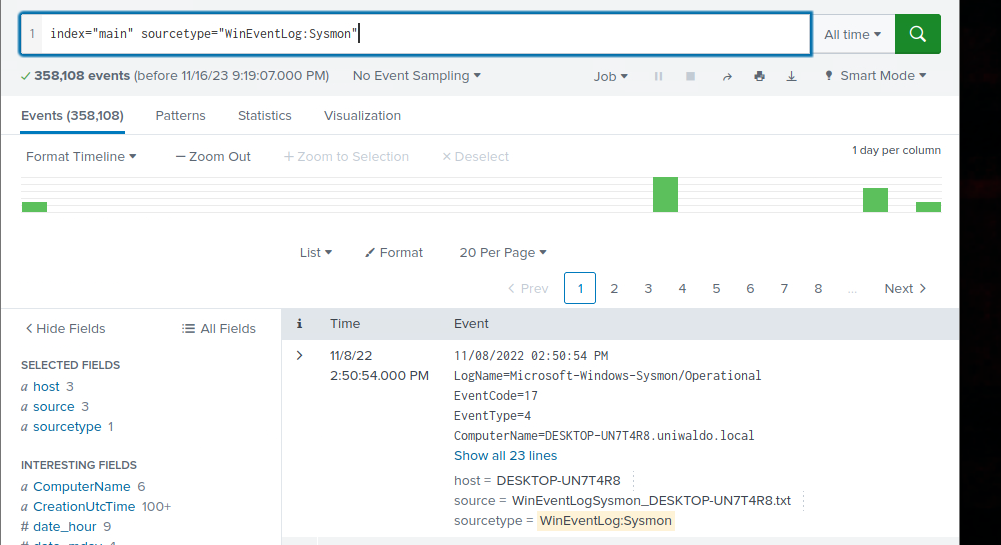 1 index="main" sourcetype="WinEventLog:Sysmon" All time
358,108 events (before 11/16/23 9:19:07.000 PM) No Event Sampling Job Smart Mode
Events (358,108) Patterns Statistics Visualization
Format Timeline — Zoom Out + Zoom to Selection × Deselect 1 day per column
List Format 20 Per Page
< Prev 1 2 3 4 5 6 7 8 ... Next >
< Hide Fields All Fields i Time Event
SELECTED FIELDS
a host 3
a source 3
a sourcetype 1
INTERESTING FIELDS
a ComputerName 6
a CreationUtcTime 100+
# date_hour 9
# date_mday 4
> 11/8/22
2:50:54.000 PM
11/08/2022 02:50:54 PM
LogName=Microsoft-Windows-Sysmon/Operational
EventCode=17
EventType=4
ComputerName=DESKTOP-UN7T4R8.uniwaldo.local
Show all 23 lines
host = DESKTOP-UN7T4R8
source = WinEventLogSysmon_DESKTOP-UN7T4R8.txt
sourcetype = WinEventLog:Sysmon